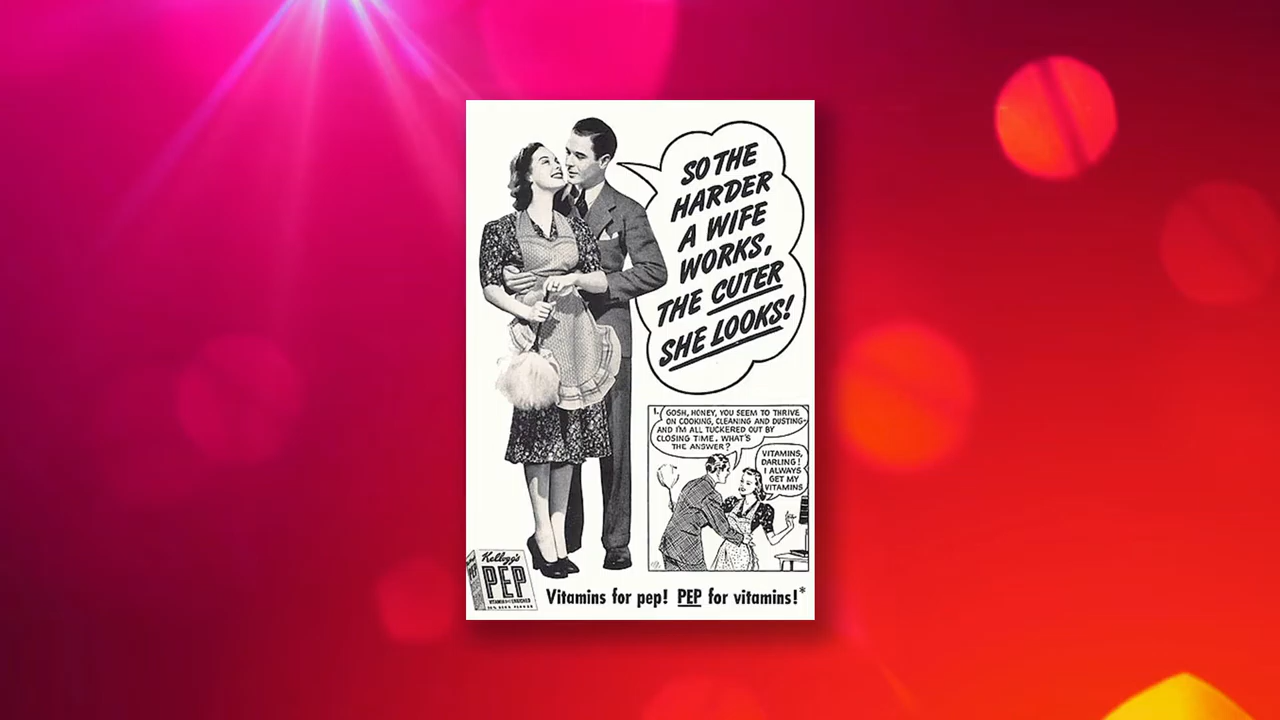 SO THE
HARDER
A WIFE
WORKS,
THE CUTER
SHE LOOKS!
1. GOSH, HONEY, YOU SEEM TO THRIVE
ON COOKING, CLEANING AND DUSTING-
AND I'M ALL TUCKERED OUT BY
CLOSING TIME. WHAT'S
THE ANSWER?
VITAMINS,
DARLING!
I ALWAYS
GET MY
VITAMINS
Kellogg's
PEP
Vitamins for pep! PEP for vitamins!*